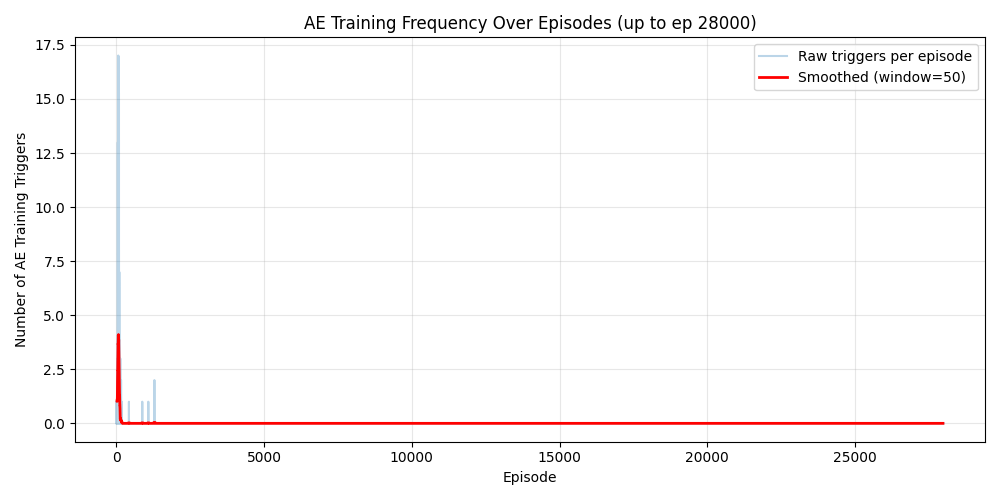 AE Training Frequency Over Episodes (up to ep 28000)
Raw triggers per episode
Smoothed (window=50)
Number of AE Training Triggers
17.5
15.0
12.5
10.0
7.5
5.0
2.5
0.0
0 5000 10000 15000 20000 25000
Episode